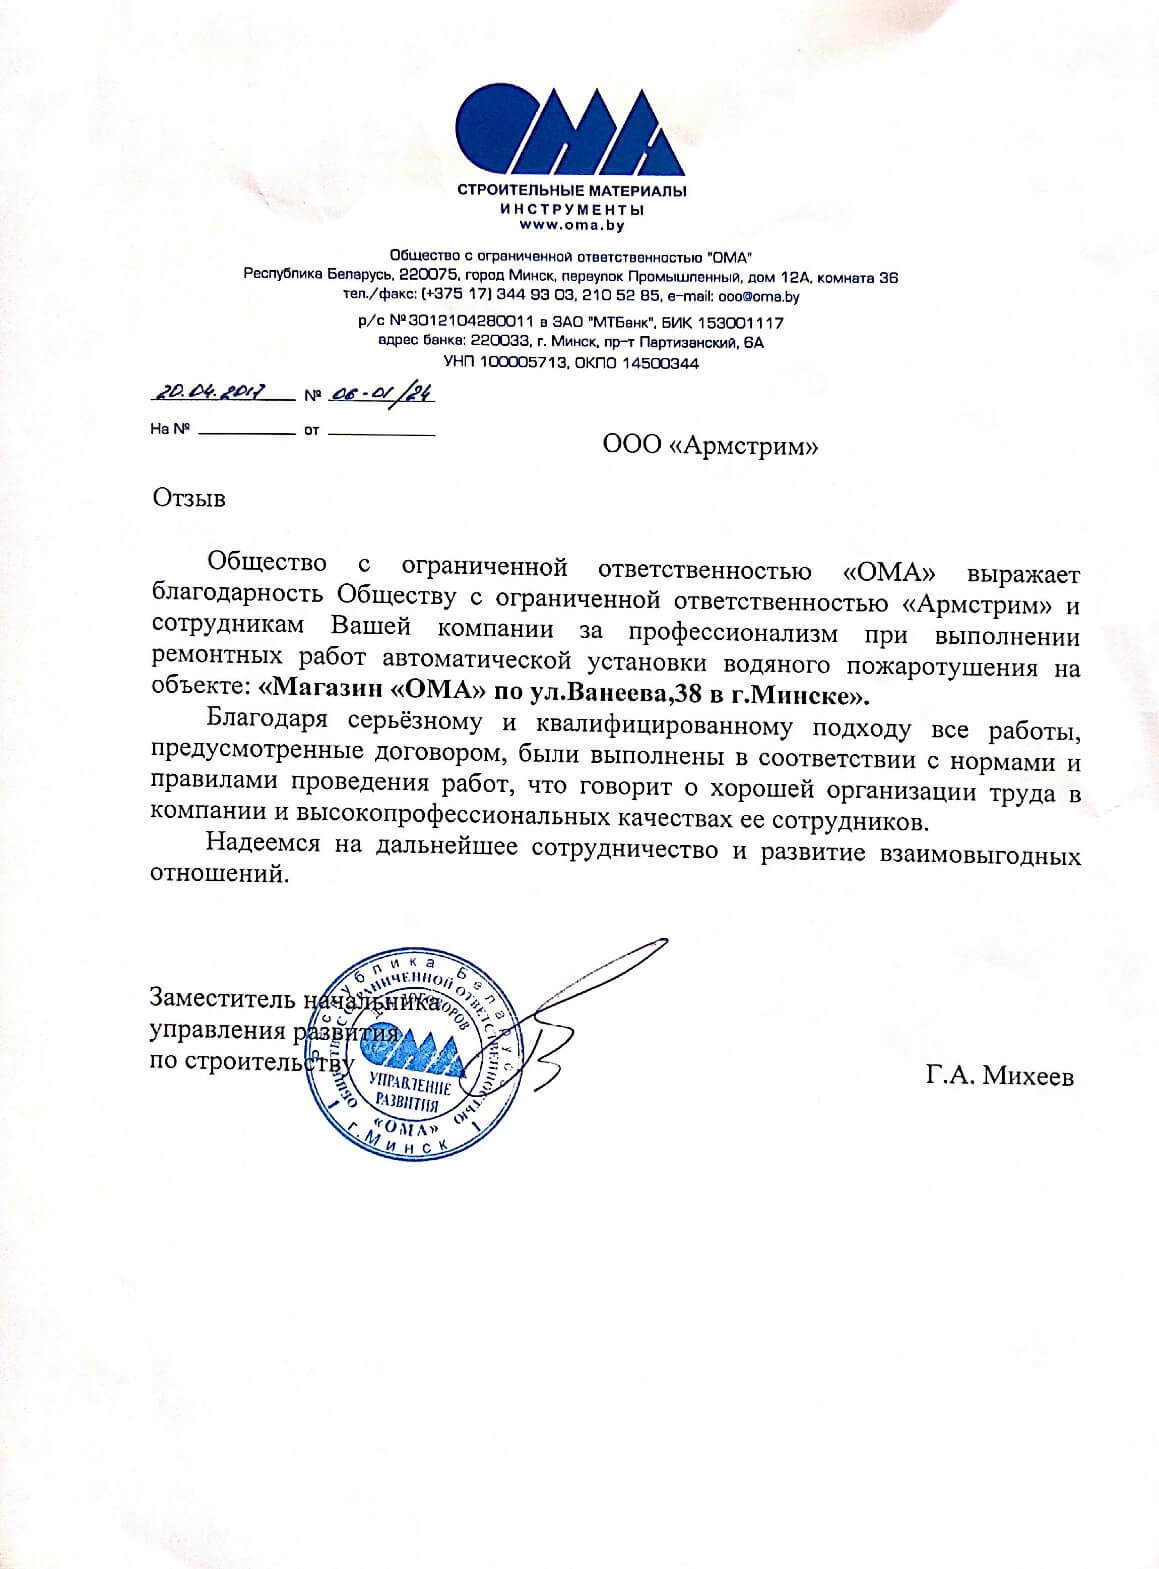 ОМА
СТРОИТЕЛЬНЫЕ МАТЕРИАЛЫ
ИНСТРУМЕНТЫ
www.oma.by
Общество с ограниченной ответственностью "ОМА"
Республика Беларусь, 220075, город Минск, переулок Промышленный, дом 12А, комната 36
тел./факс: (+375 17) 344 93 03, 210 52 85, e-mail: ooo@oma.by
р/с №3012104280011 в ЗАО "МТБанк", БИК 153001117
адрес банка: 220033, г. Минск, пр-т Партизанский, 6А
УНП 100005713, ОКПО 14500344
20.04.2017 № 06-01/24
На № от
ООО «Армстрим»
Отзыв
Общество с ограниченной ответственностью «ОМА» выражает
благодарность Обществу с ограниченной ответственностью «Армстрим» и
сотрудникам Вашей компании за профессионализм при выполнении
ремонтных работ автоматической установки водяного пожаротушения на
объекте: «Магазин «ОМА» по ул.Ванеева,38 в г.Минске».
Благодаря серьёзному и квалифицированному подходу все работы,
предусмотренные договором, были выполнены в соответствии с нормами и
правилами проведения работ, что говорит о хорошей организации труда в
компании и высокопрофессиональных качествах ее сотрудников.
Надеемся на дальнейшее сотрудничество и развитие взаимовыгодных
отношений.
Заместитель начальника
управления развития
по строительству
Г.А. Михеев
Республика Беларусь
ОБЩЕСТВО С ОГРАНИЧЕННОЙ ОТВЕТСТВЕННОСТЬЮ
ДЛЯ ДОГОВОРОВ
ОМА
УПРАВЛЕНИЕ
РАЗВИТИЯ
«ОМА»
1 г.Минск 1